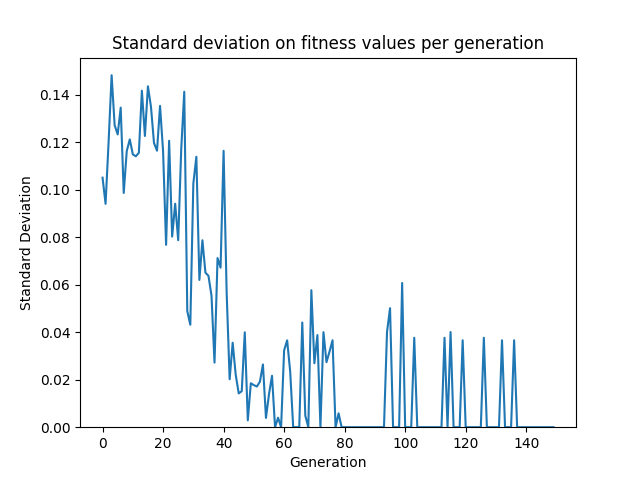 Standard deviation on fitness values per generation
0.14
0.12
0.10
0.08
0.06
0.04
0.02
0.00
Standard Deviation
0 20 40 60 80 100 120 140
Generation